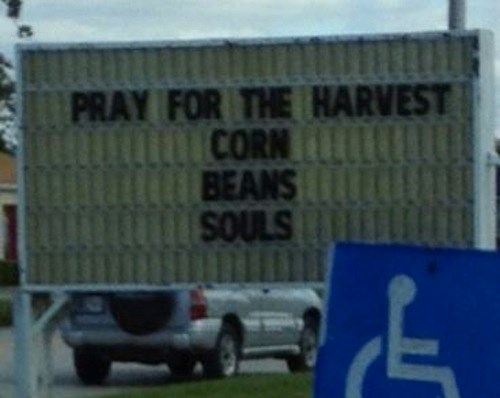 PRAY FOR THE HARVEST
CORN
BEANS
SOULS